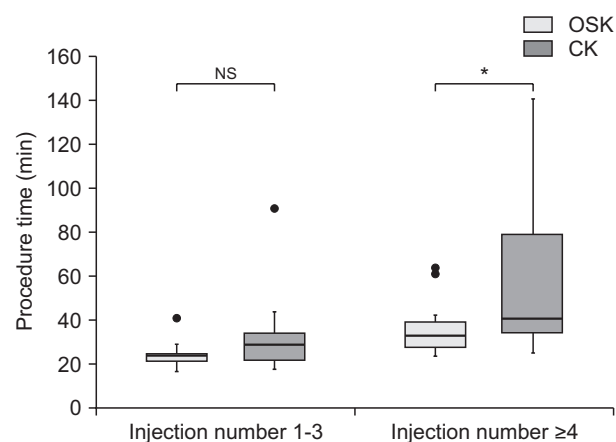 OSK
CK
160
140
120
100
80
60
40
20
0
Procedure time (min)
NS
*
Injection number 1-3
Injection number ≥4